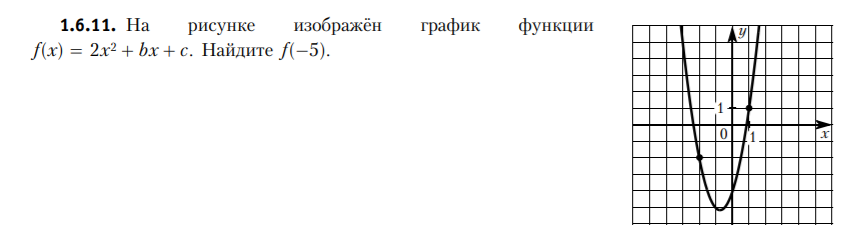 1.6.11. На рисунке изображён график функции
f(x) = 2x² + bx + c. Найдите f(−5).
y
1
0
1
x